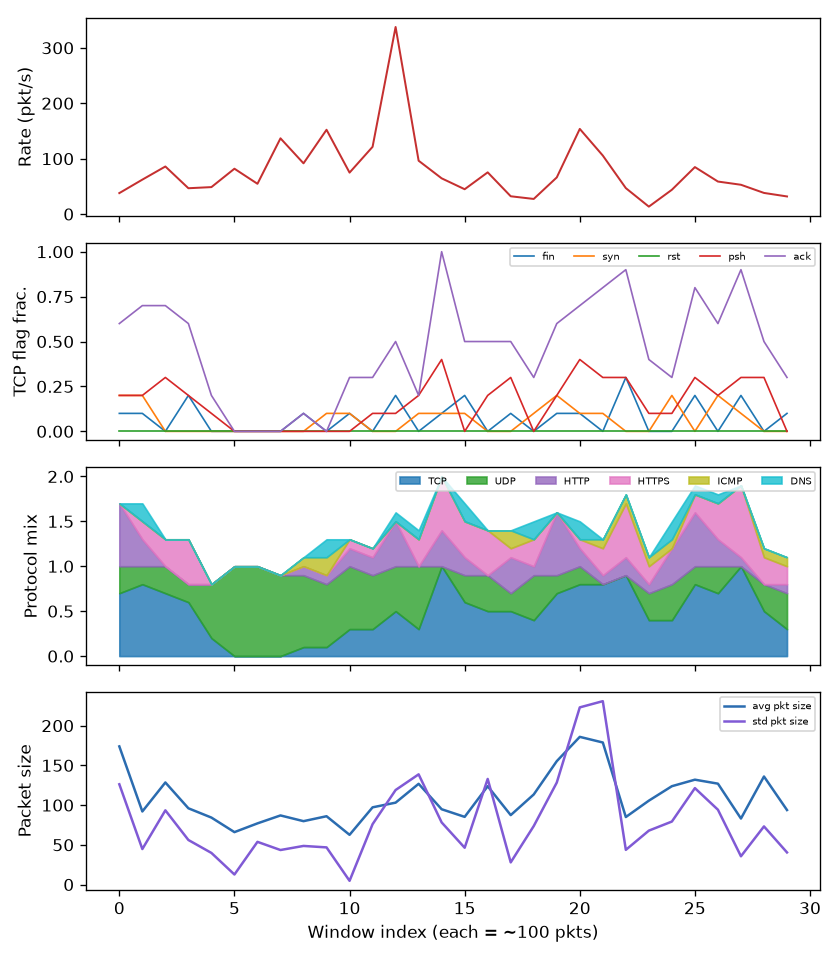 Rate (pkt/s)
300
200
100
0
TCP flag frac.
1.00
0.75
0.50
0.25
0.00
fin syn rst psh ack
Protocol mix
2.0
1.5
1.0
0.5
0.0
TCP UDP HTTP HTTPS ICMP DNS
Packet size
200
150
100
50
0
avg pkt size
std pkt size
0 5 10 15 20 25 30
Window index (each = ~100 pkts)